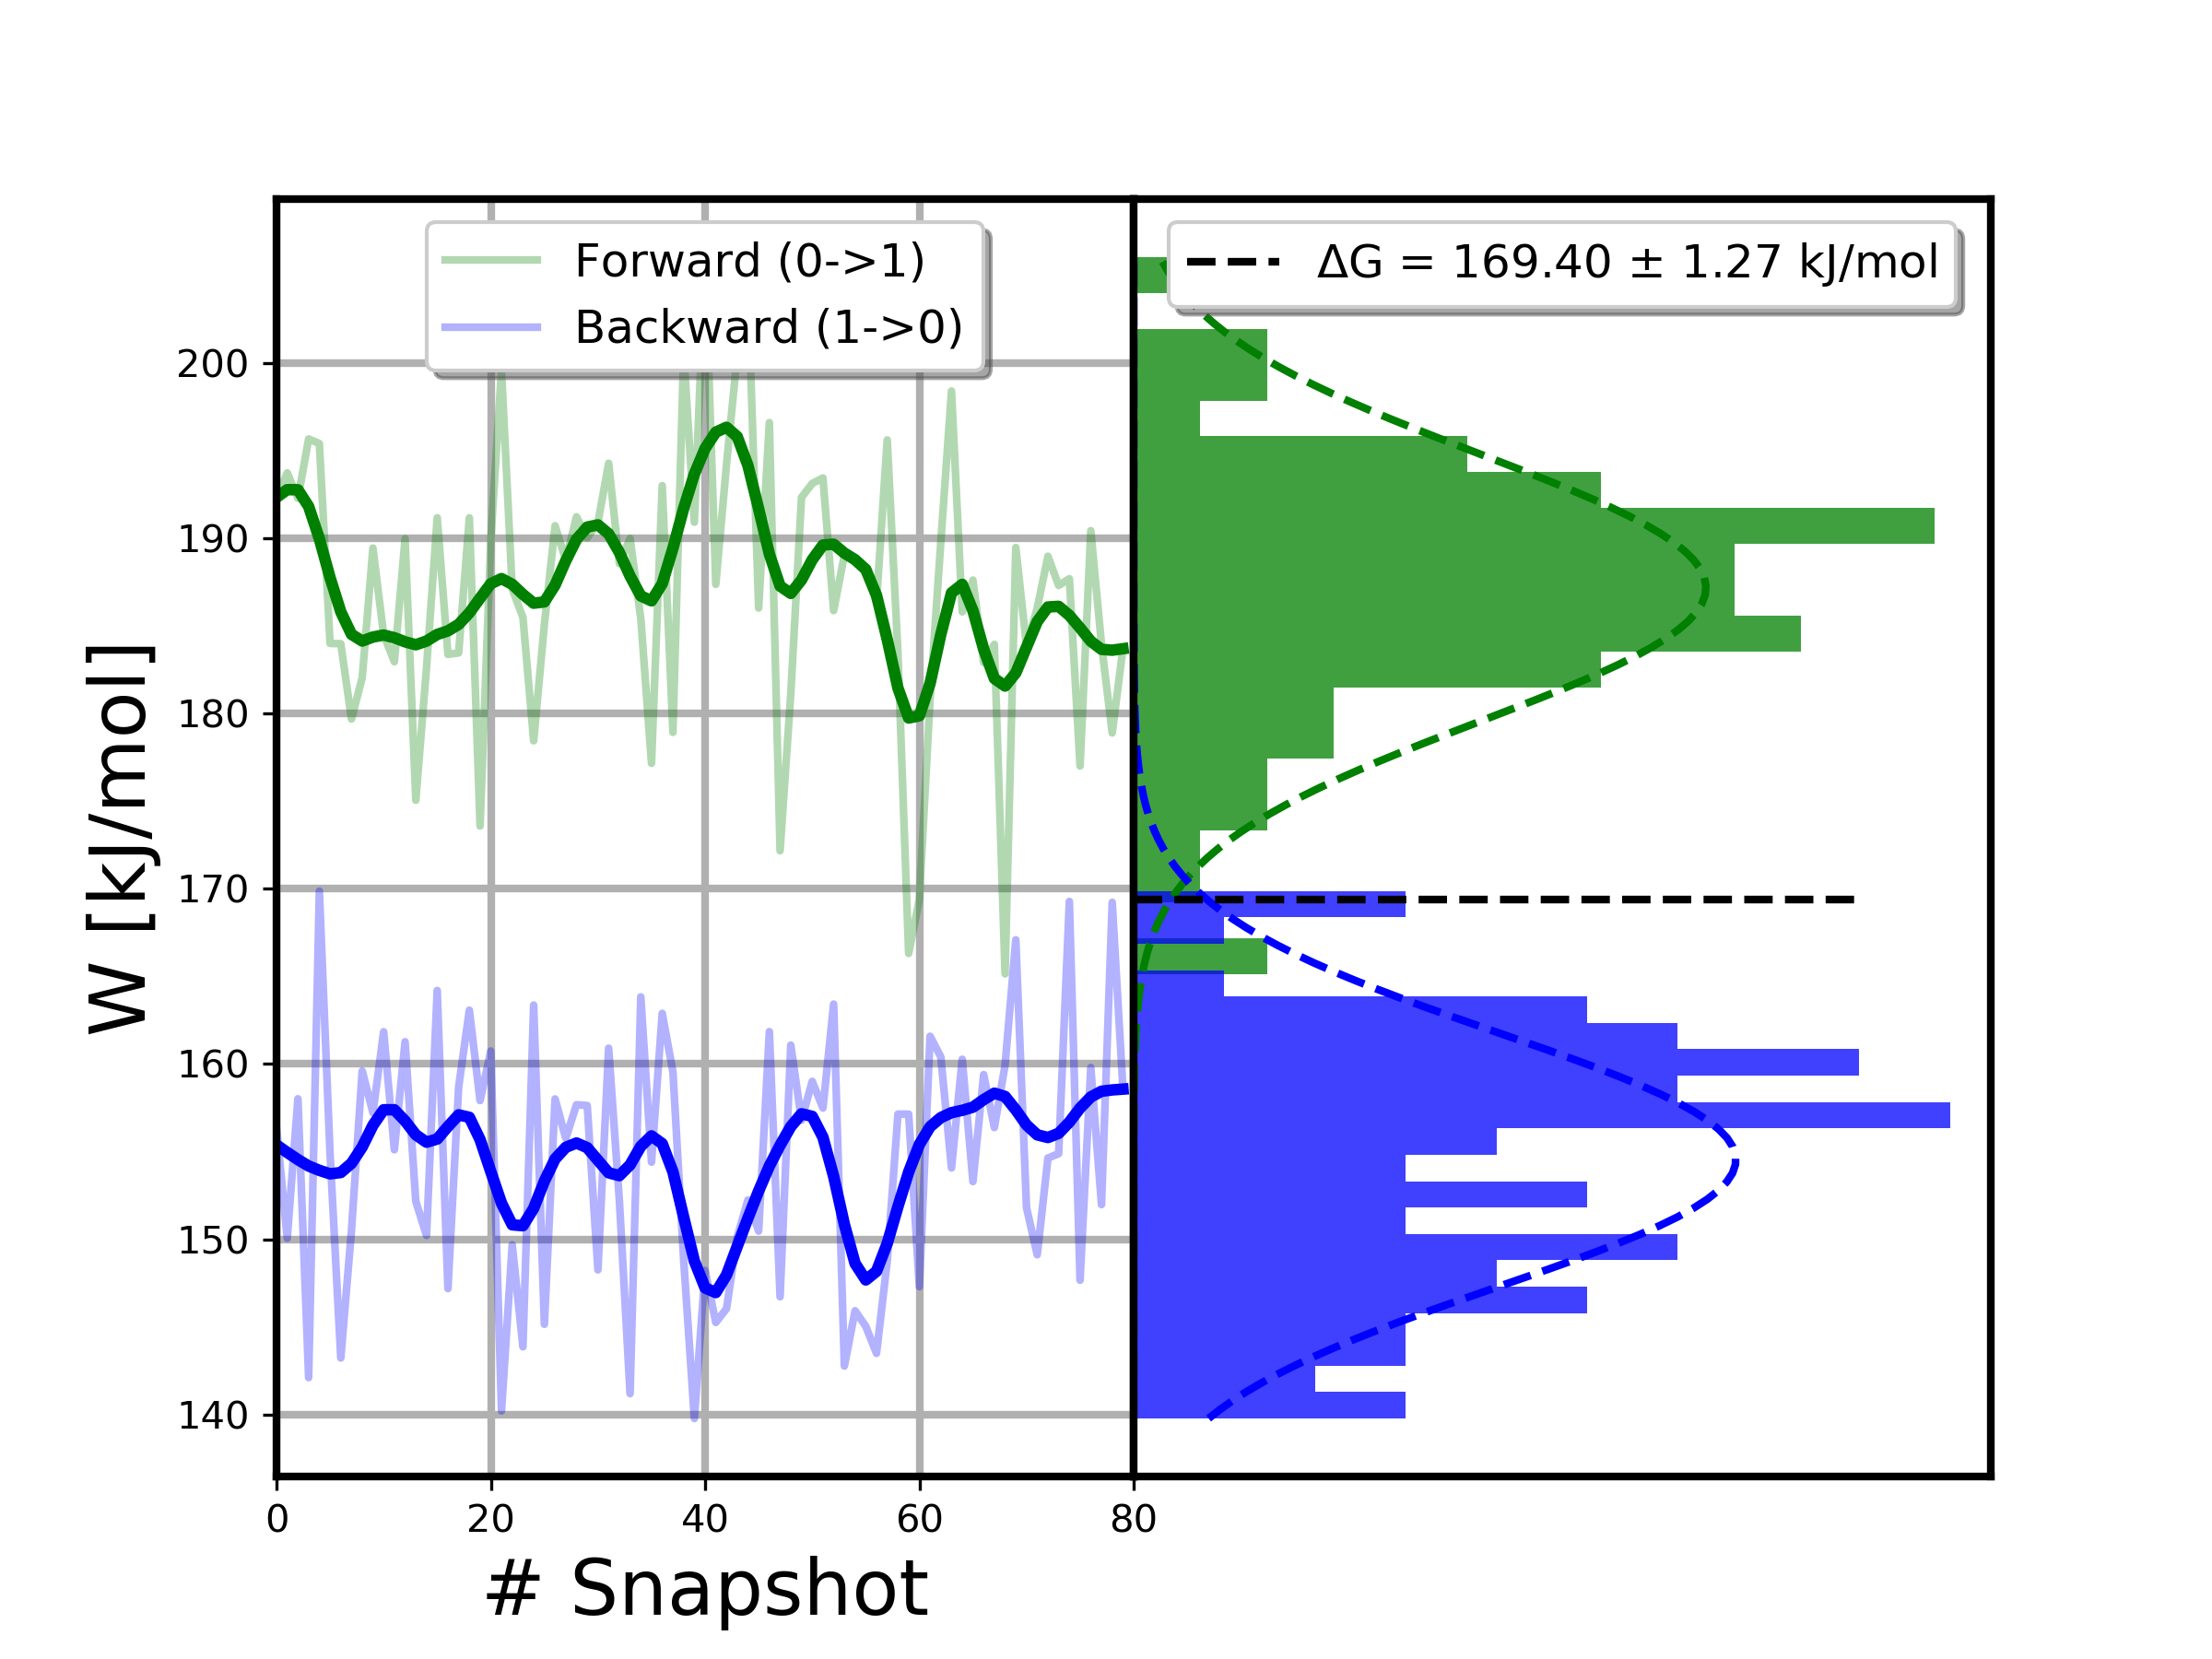 Forward (0->1)
Backward (1->0)
ΔG = 169.40 ± 1.27 kJ/mol
200
190
180
170
160
150
140
W [kJ/mol]
0 20 40 60 80
# Snapshot